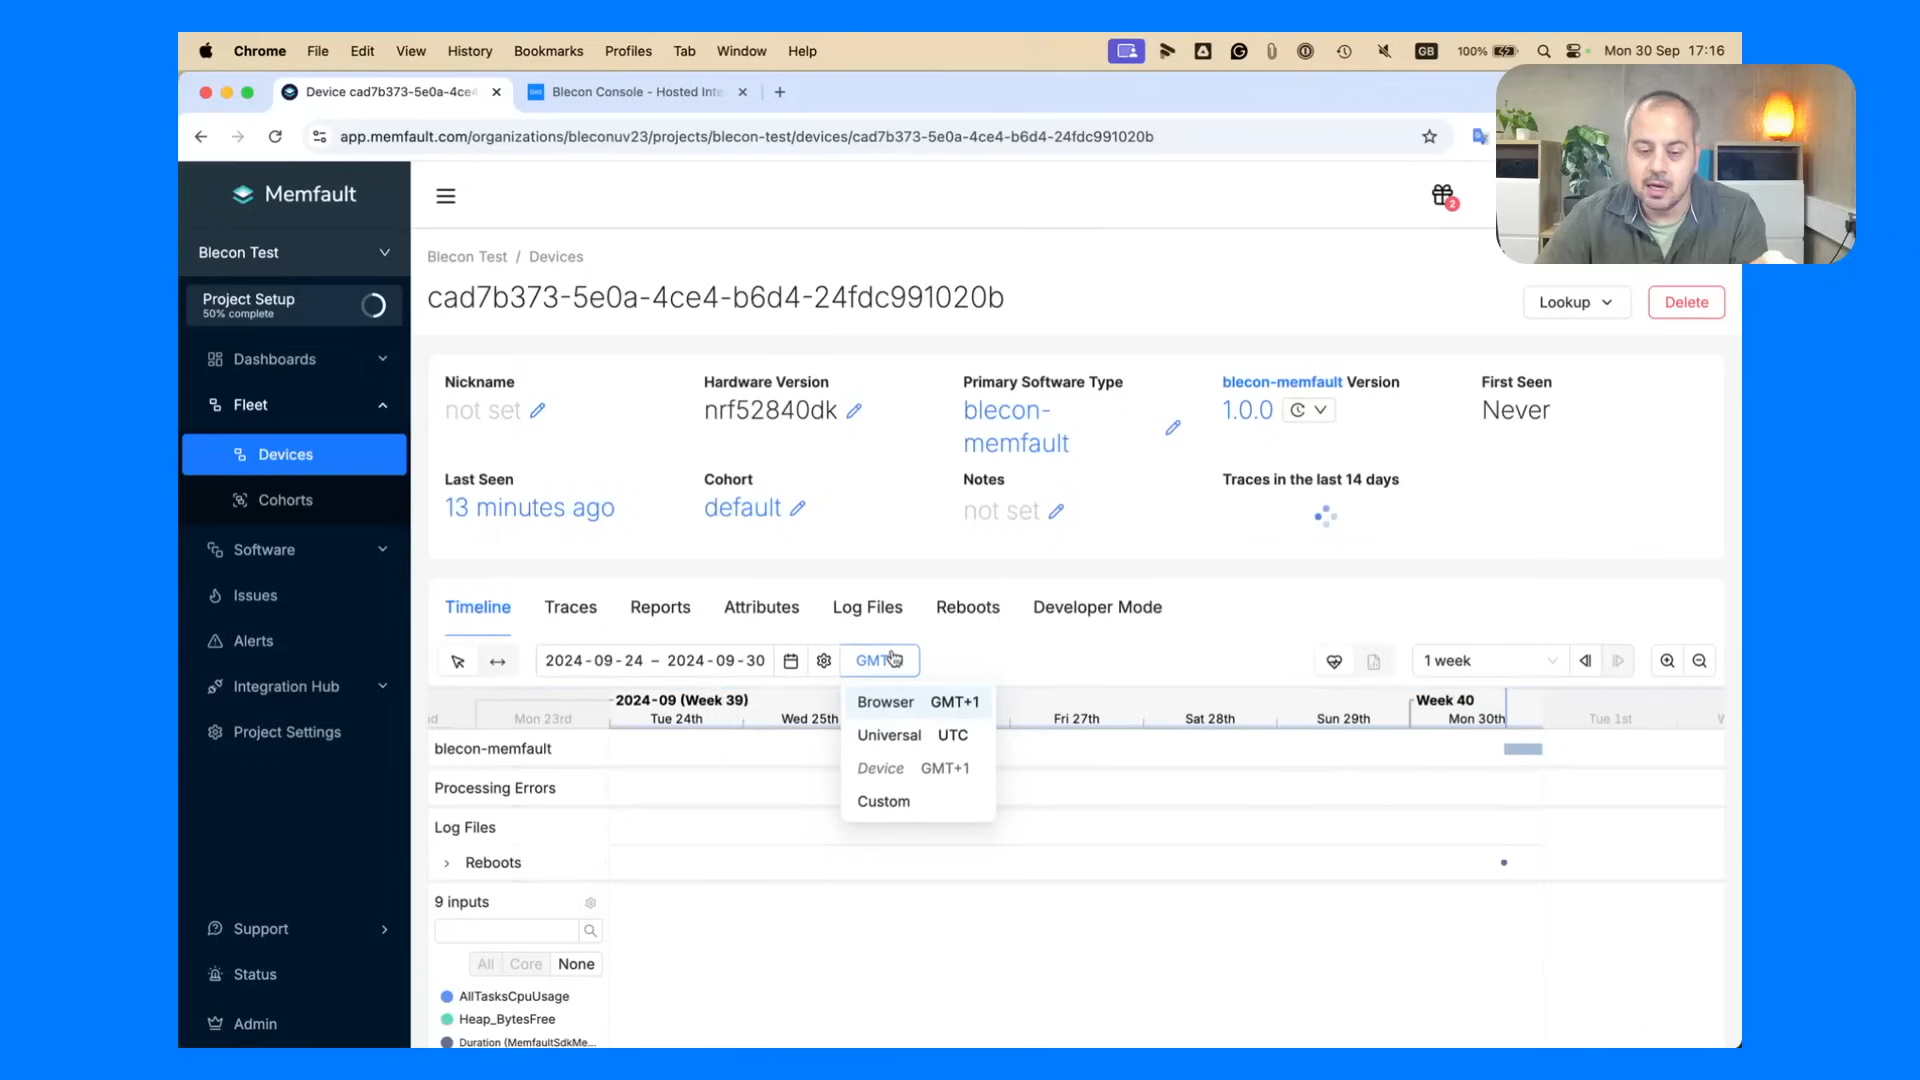 Chrome File Edit View History Bookmarks Profiles Tab Window Help
GB 100% Mon 30 Sep 17:16
Device cad7b373-5e0a-4ce4
Blecon Console - Hosted Inte
app.memfault.com/organizations/bleconuv23/projects/blecon-test/devices/cad7b373-5e0a-4ce4-b6d4-24fdc991020b
Memfault
2
Blecon Test
Project Setup
50% complete
Dashboards
Fleet
Devices
Cohorts
Software
Issues
Alerts
Integration Hub
Project Settings
Support
Status
Admin
Blecon Test / Devices
cad7b373-5e0a-4ce4-b6d4-24fdc991020b
Lookup
Delete
Nickname
not set
Hardware Version
nrf52840dk
Primary Software Type
blecon-
memfault
blecon-memfault Version
1.0.0
First Seen
Never
Last Seen
13 minutes ago
Cohort
default
Notes
not set
Traces in the last 14 days
Timeline Traces Reports Attributes Log Files Reboots Developer Mode
2024-09-24 – 2024-09-30
GMT
1 week
Browser GMT+1
Universal UTC
Device GMT+1
Custom
2024-09 (Week 39)
Week 40
Mon 23rd
Tue 24th
Wed 25th
Fri 27th
Sat 28th
Sun 29th
Mon 30th
Tue 1st
blecon-memfault
Processing Errors
Log Files
Reboots
9 inputs
All Core None
AllTasksCpuUsage
Heap_BytesFree
Duration (MemfaultSdkMe...